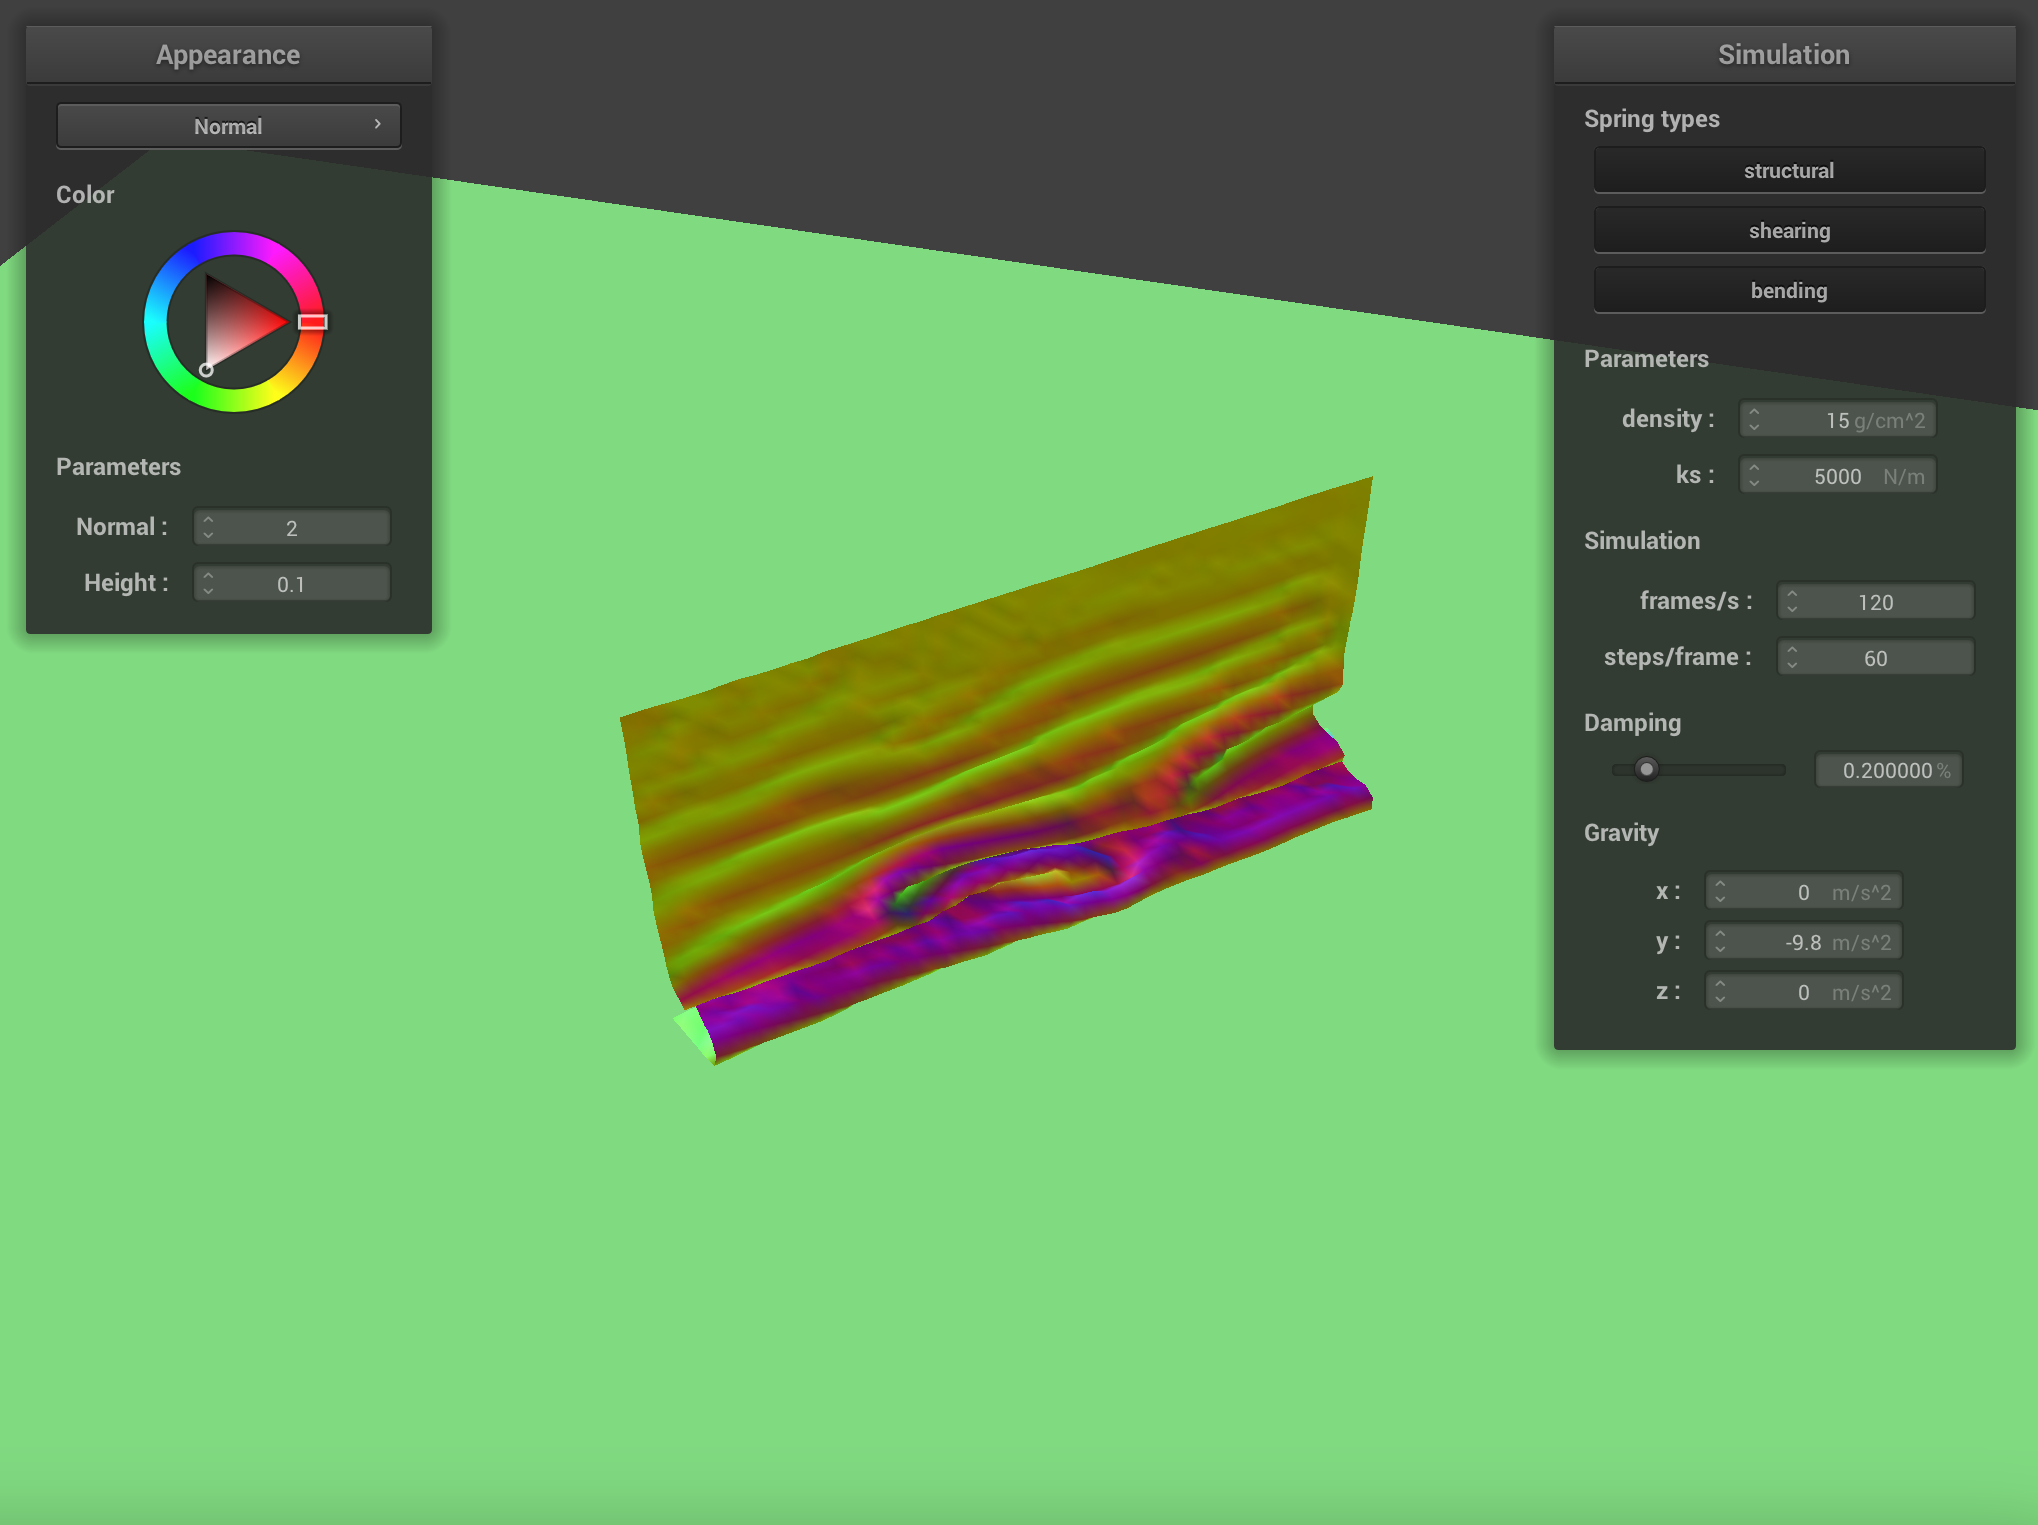 Appearance
Normal
Color
Parameters
Normal : 2
Height : 0.1
Simulation
Spring types
structural
shearing
bending
Parameters
density : 15 g/cm^2
ks : 5000 N/m
Simulation
frames/s : 120
steps/frame : 60
Damping
0.200000 %
Gravity
x : 0 m/s^2
y : -9.8 m/s^2
z : 0 m/s^2